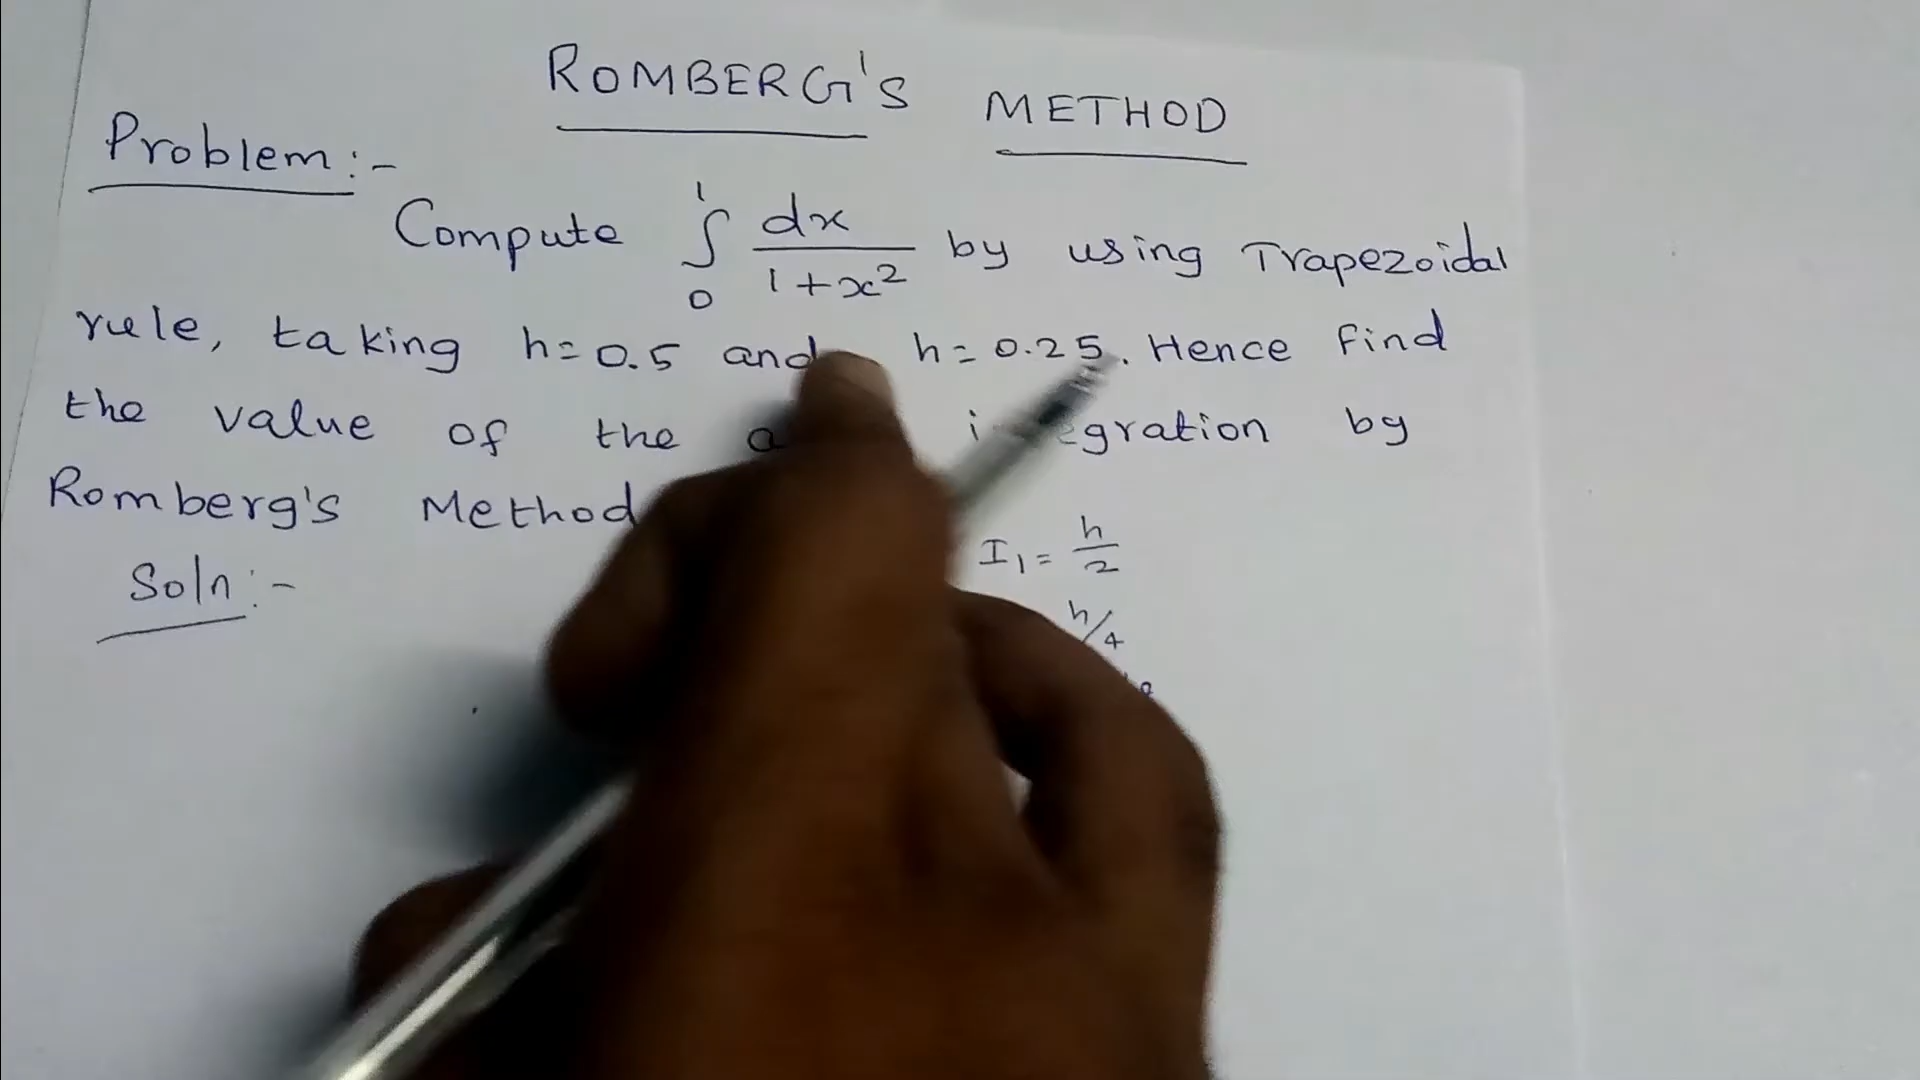 ROMBERG'S METHOD
Problem:-
Compute ∫₀¹ dx/(1+x²) by using Trapezoidal
rule, taking h=0.5 and h=0.25. Hence find
the value of the integration by
Romberg's Method
Soln:-
I₁ = h/2
h/4